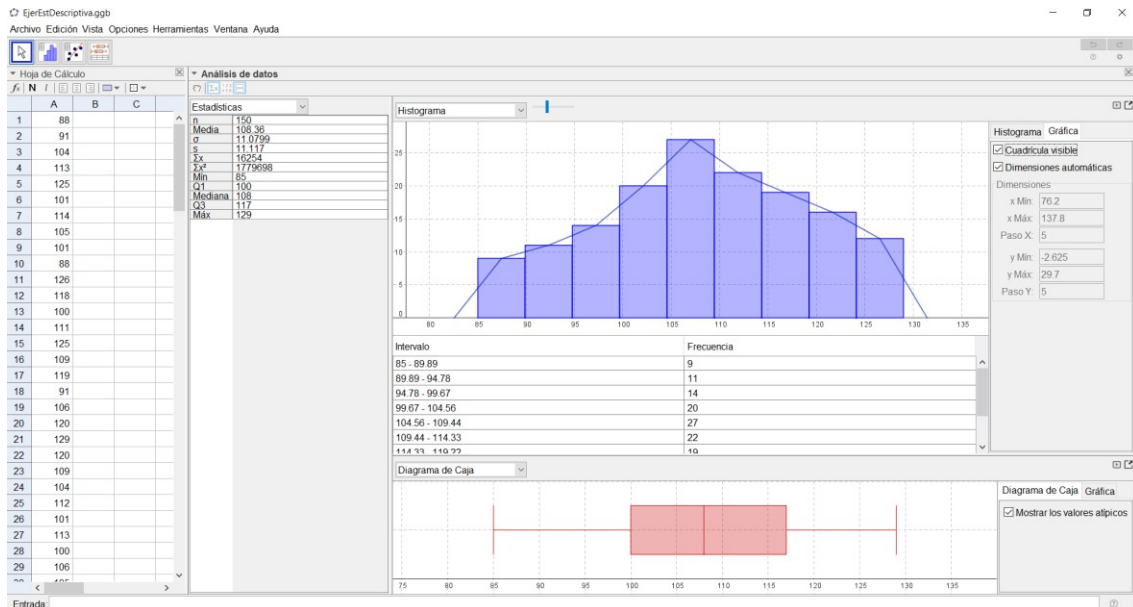 EjerEstDescriptiva.ggb
Archivo Edición Vista Opciones Herramientas Ventana Ayuda
Hoja de Cálculo
fx N I
A B C
1 88
2 91
3 104
4 113
5 125
6 101
7 114
8 105
9 101
10 88
11 126
12 118
13 100
14 111
15 125
16 109
17 119
18 91
19 106
20 120
21 129
22 120
23 109
24 104
25 112
26 101
27 113
28 100
29 106
Análisis de datos
Estadísticas
n 150
Media 108.36
σ 11.0799
s 11.117
Σx 16254
Σx² 1779698
Mín 85
Q1 100
Mediana 108
Q3 117
Máx 129
Histograma
25
20
15
10
5
0
80 85 90 95 100 105 110 115 120 125 130 135
Intervalo Frecuencia
85 - 89.89 9
89.89 - 94.78 11
94.78 - 99.67 14
99.67 - 104.56 20
104.56 - 109.44 27
109.44 - 114.33 22
114.33 - 119.22 19
Histograma Gráfica
Cuadrícula visible
Dimensiones automáticas
Dimensiones
x Mín: 76.2
x Máx: 137.8
Paso X: 5
y Mín: -2.625
y Máx: 29.7
Paso Y: 5
Diagrama de Caja
75 80 85 90 95 100 105 110 115 120 125 130 135
Diagrama de Caja Gráfica
Mostrar los valores atípicos
Entrada: